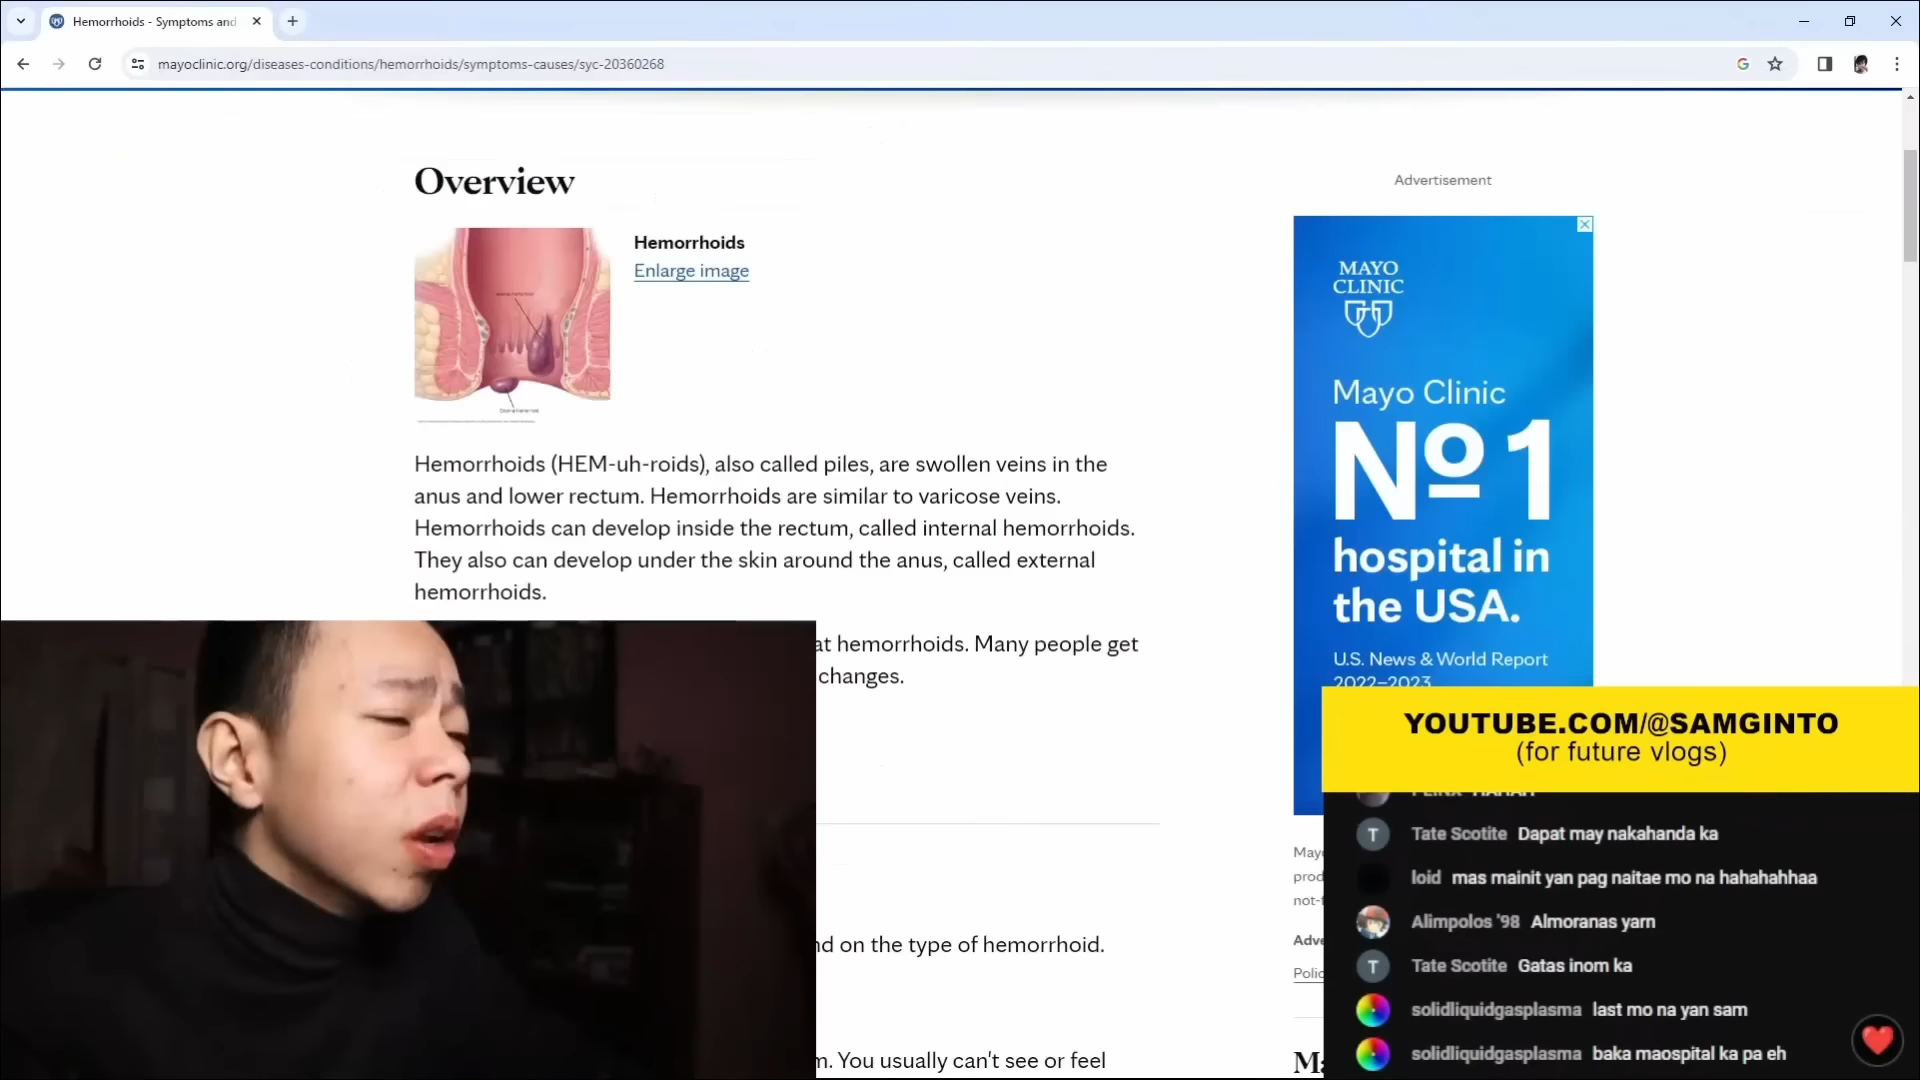 Hemorrhoids - Symptoms and
mayoclinic.org/diseases-conditions/hemorrhoids/symptoms-causes/syc-20360268
Overview
Hemorrhoids
Enlarge image
Hemorrhoids (HEM-uh-roids), also called piles, are swollen veins in the
anus and lower rectum. Hemorrhoids are similar to varicose veins.
Hemorrhoids can develop inside the rectum, called internal hemorrhoids.
They also can develop under the skin around the anus, called external
hemorrhoids.
at hemorrhoids. Many people get
changes.
on the type of hemorrhoid.
You usually can't see or feel
Advertisement
MAYO
CLINIC
Mayo Clinic
№1
hospital in
the USA.
U.S. News & World Report
2022–2023
YOUTUBE.COM/@SAMGINTO
(for future vlogs)
Tate Scotite Dapat may nakahanda ka
loid mas mainit yan pag naitae mo na hahahahhaa
Alimpolos '98 Almoranas yarn
Tate Scotite Gatas inom ka
solidliquidgasplasma last mo na yan sam
solidliquidgasplasma baka maospital ka pa eh